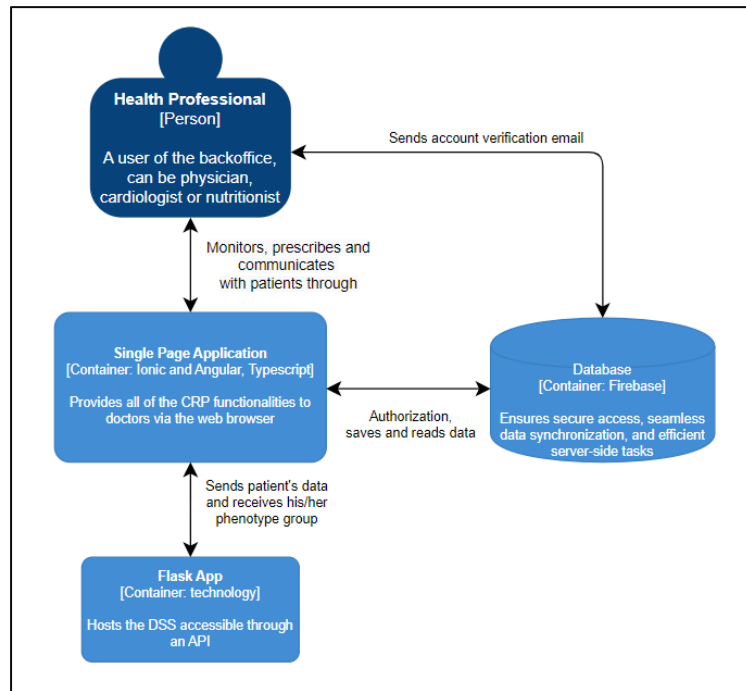 Health Professional
[Person]
A user of the backoffice,
can be physician,
cardiologist or nutritionist
Sends account verification email
Monitors, prescribes and
communicates
with patients through
Single Page Application
[Container: Ionic and Angular, Typescript]
Provides all of the CRP functionalities to
doctors via the web browser
Authorization,
saves and reads data
Database
[Container: Firebase]
Ensures secure access, seamless
data synchronization, and efficient
server-side tasks
Sends patient's data
and receives his/her
phenotype group
Flask App
[Container: technology]
Hosts the DSS accessible through
an API